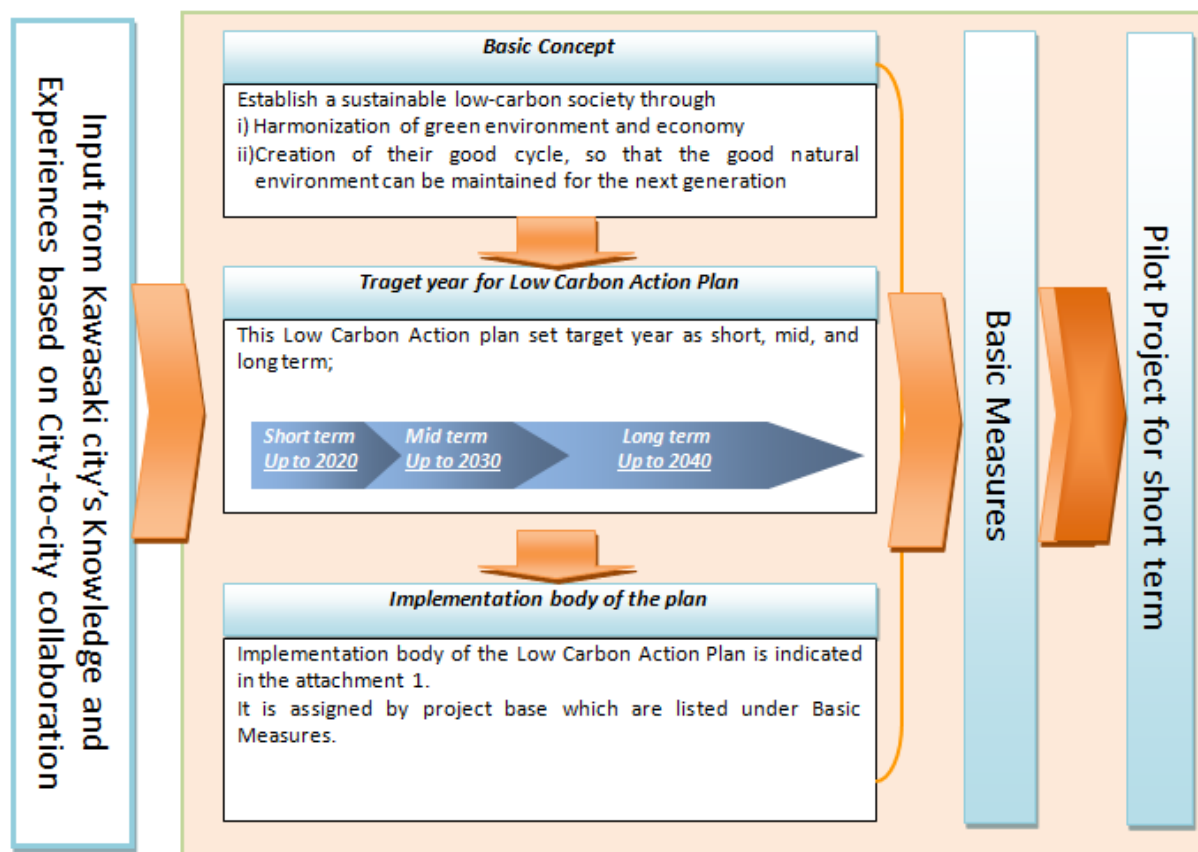 Input from Kawasaki city's Knowledge and
Experiences based on City-to-city collaboration
Basic Concept
Establish a sustainable low-carbon society through
i) Harmonization of green environment and economy
ii)Creation of their good cycle, so that the good natural
environment can be maintained for the next generation
Traget year for Low Carbon Action Plan
This Low Carbon Action plan set target year as short, mid, and
long term;
Short term
Up to 2020
Mid term
Up to 2030
Long term
Up to 2040
Implementation body of the plan
Implementation body of the Low Carbon Action Plan is indicated
in the attachment 1.
It is assigned by project base which are listed under Basic
Measures.
Basic Measures
Pilot Project for short term